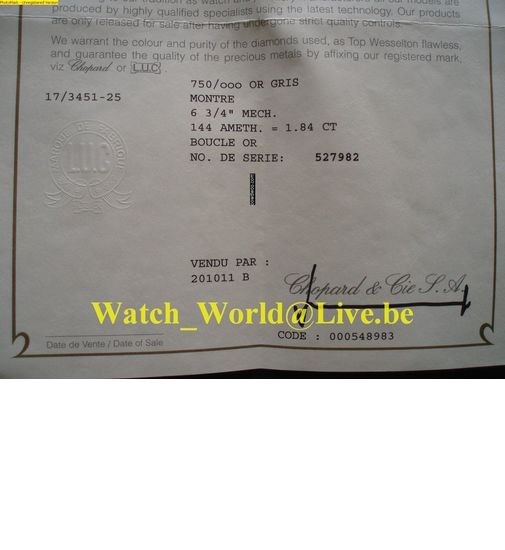 produced by highly qualified specialists using the latest technology. Our products
are only released for sale after having undergone strict quality controls.
We warrant the colour and purity of the diamonds used, as Top Wesselton flawless,
and guarantee the quality of the precious metals by affixing our registered mark,
viz Chopard or L.U.C .
750/ooo OR GRIS
17/3451-25 MONTRE
6 3/4" MECH.
144 AMETH. = 1.84 CT
BOUCLE OR
NO. DE SERIE: 527982
MARQUE DE FABRIQUE
L.U.C
VENDU PAR :
201011 B
Chopard & Cie S.A.
Watch_World@Live.be
CODE : 000548983
Date de Vente / Date of Sale